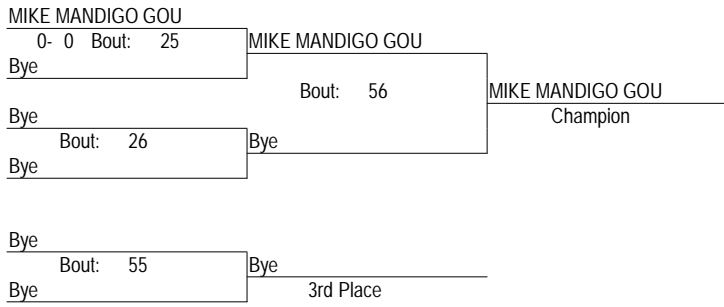 MIKE MANDIGO GOU
0- 0 Bout: 25
MIKE MANDIGO GOU
Bye
Bout: 56
MIKE MANDIGO GOU
Bye
Champion
Bout: 26
Bye
Bye
Bye
Bout: 55
Bye
Bye
3rd Place